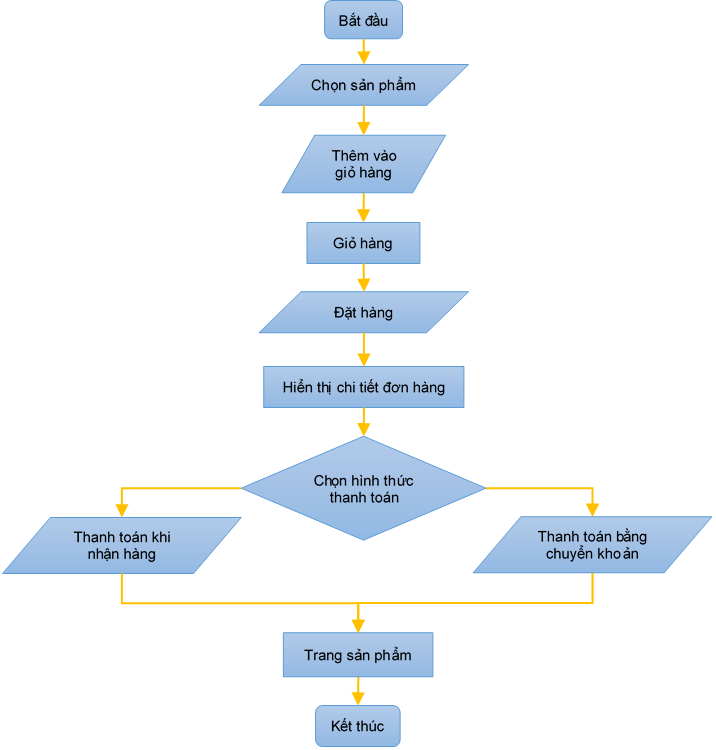 Bắt đầu
Chọn sản phẩm
Thêm vào
giỏ hàng
Giỏ hàng
Đặt hàng
Hiển thị chi tiết đơn hàng
Chọn hình thức
thanh toán
Thanh toán khi
nhận hàng
Thanh toán bằng
chuyển khoản
Trang sản phẩm
Kết thúc